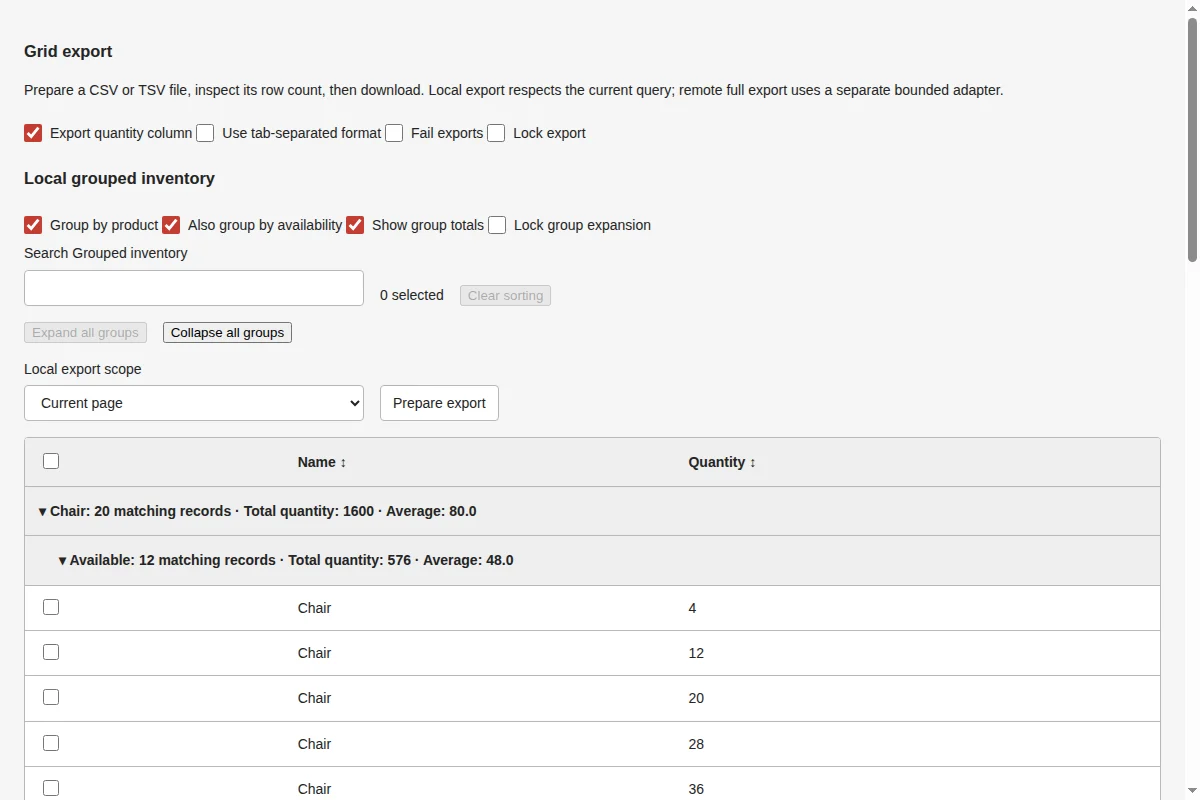 Grid export
Prepare a CSV or TSV file, inspect its row count, then download. Local export respects the current query; remote full export uses a separate bounded adapter.
Export quantity column Use tab-separated format Fail exports Lock export
Local grouped inventory
Group by product Also group by availability Show group totals Lock group expansion
Search Grouped inventory
0 selected Clear sorting
Expand all groups Collapse all groups
Local export scope
Current page Prepare export
Name ↕ Quantity ↕
▾ Chair: 20 matching records · Total quantity: 1600 · Average: 80.0
▾ Available: 12 matching records · Total quantity: 576 · Average: 48.0
Chair 4
Chair 12
Chair 20
Chair 28
Chair 36